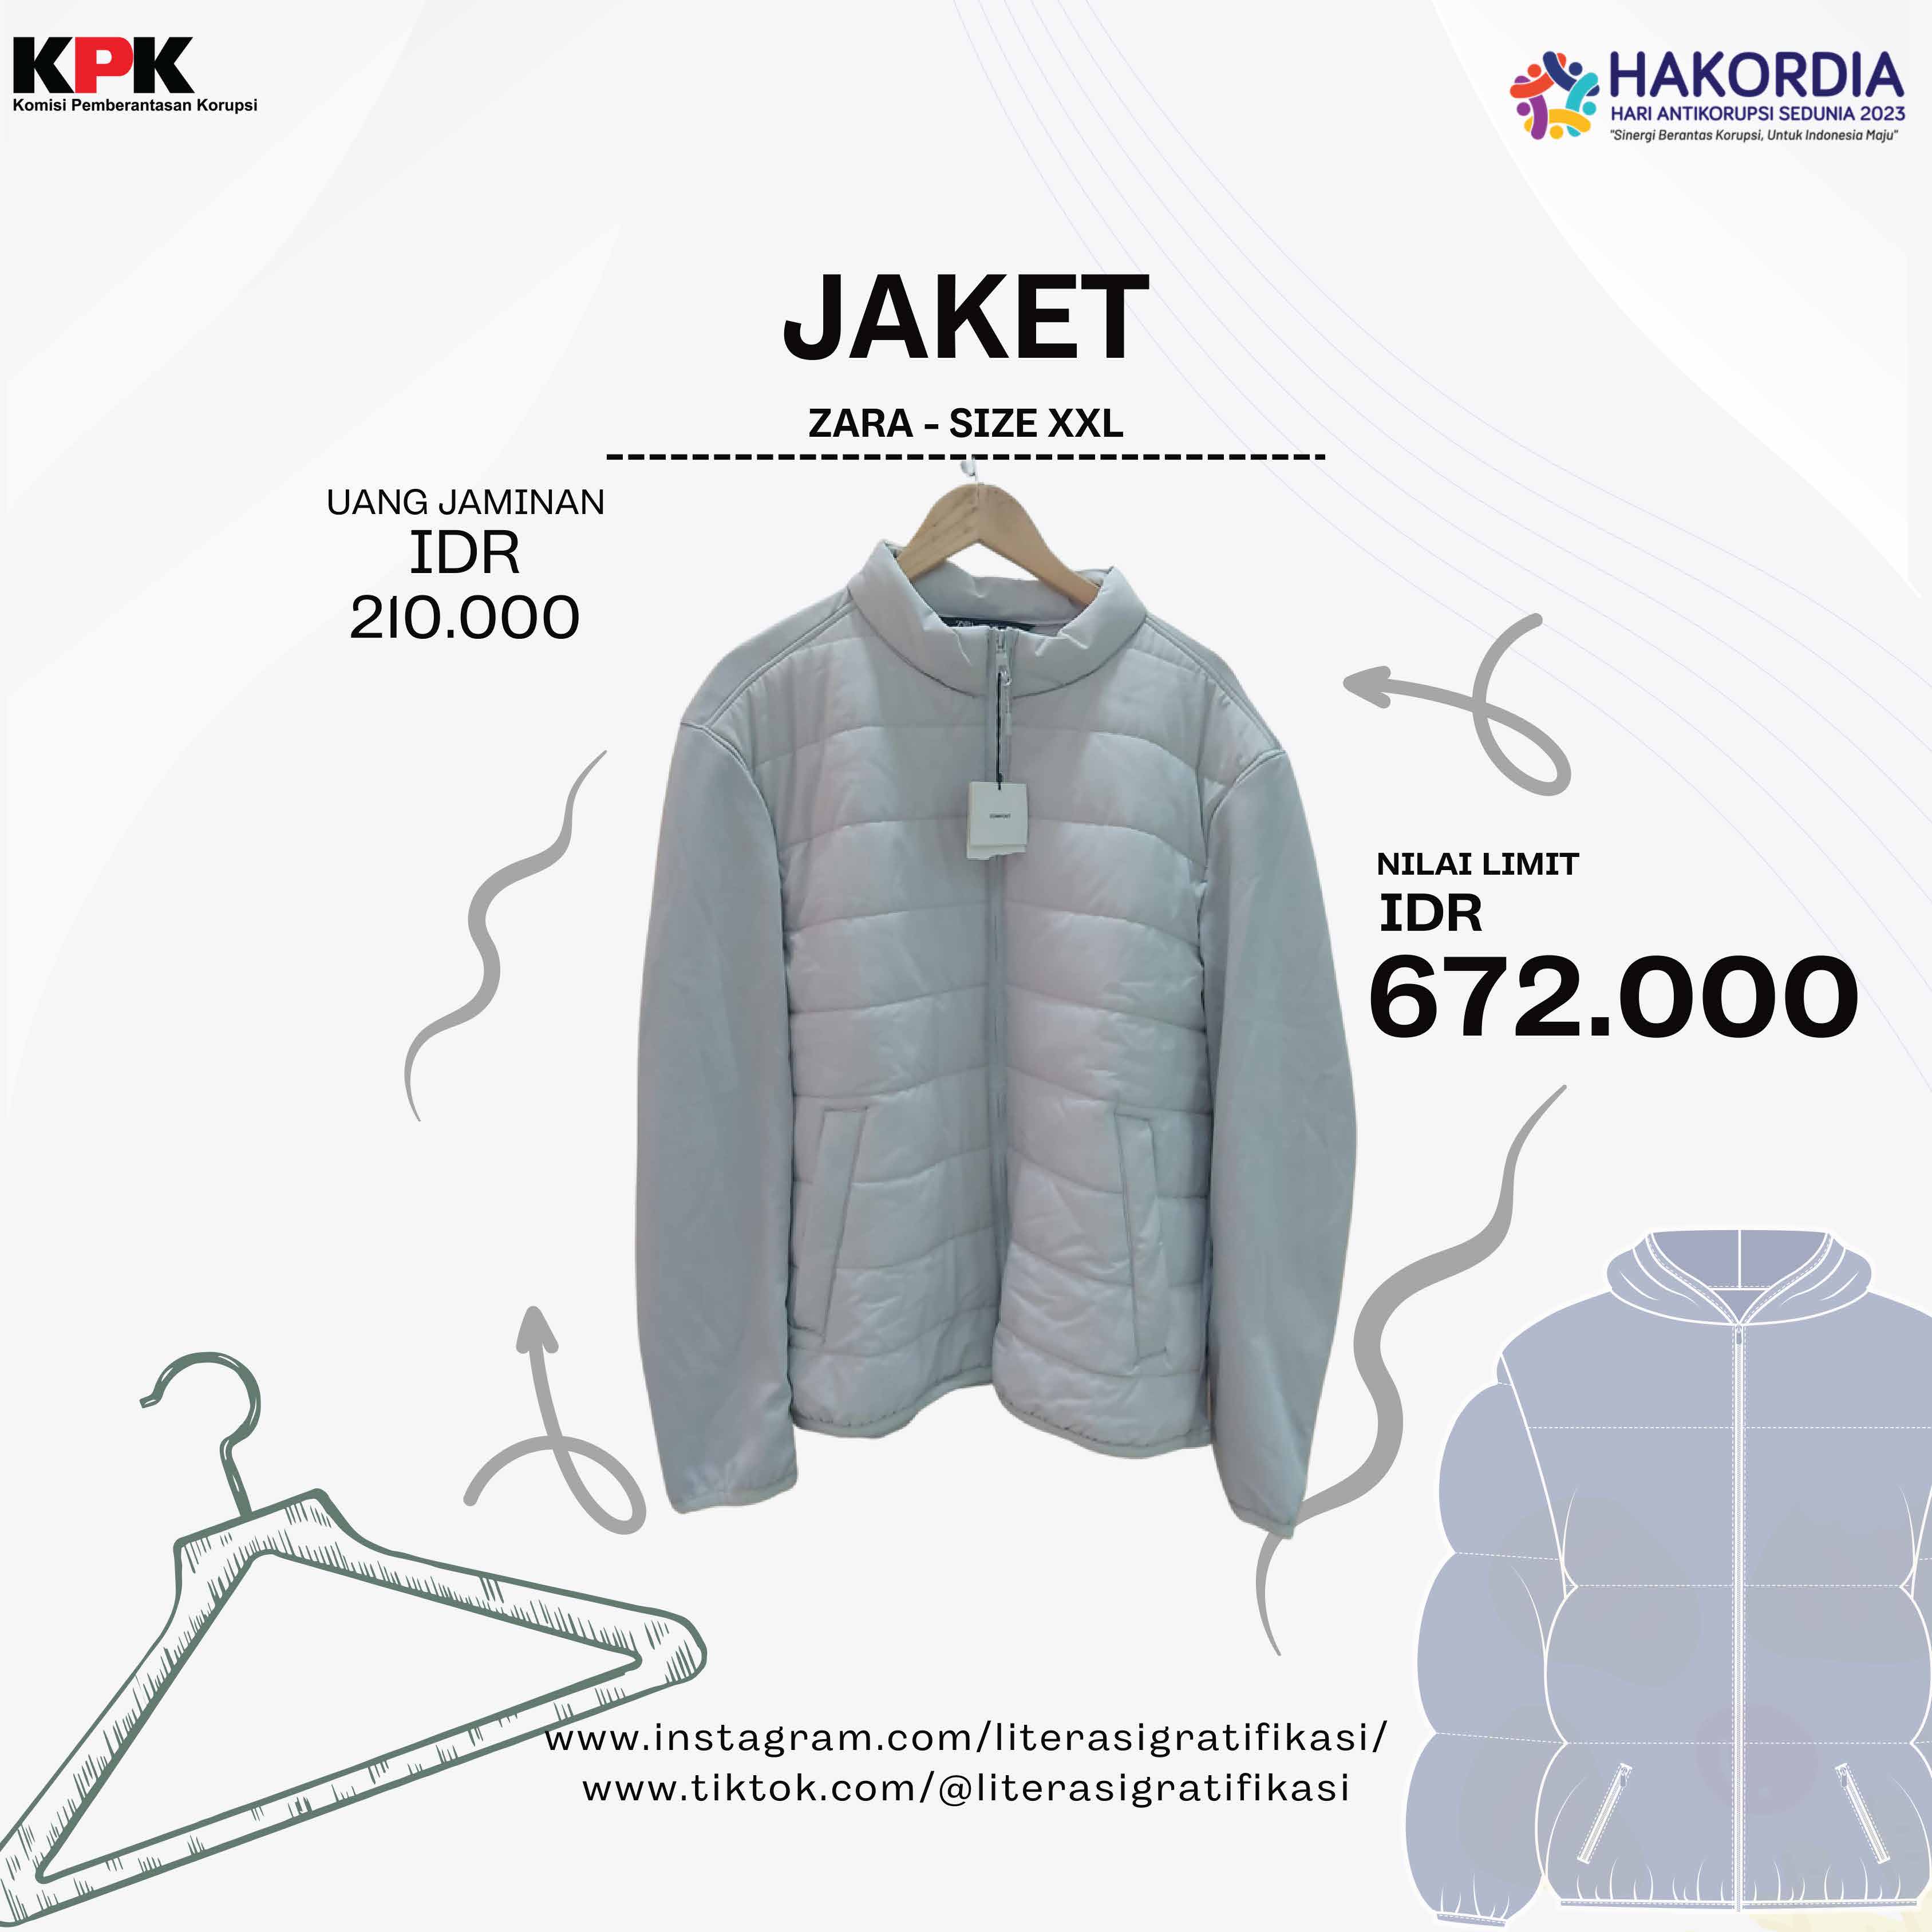 KPK
Komisi Pemberantasan Korupsi
HAKORDIA
HARI ANTIKORUPSI SEDUNIA 2023
"Sinergi Berantas Korupsi, Untuk Indonesia Maju"
JAKET
ZARA - SIZE XXL
UANG JAMINAN
IDR
210.000
NILAI LIMIT
IDR
672.000
www.instagram.com/literasigratifikasi/
www.tiktok.com/@literasigratifikasi